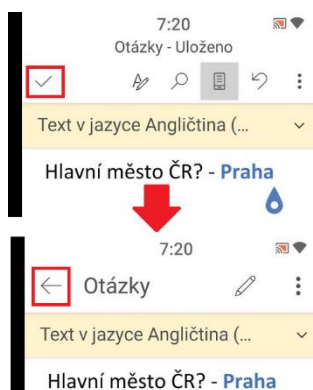 7:20
Otázky - Uloženo
Text v jazyce Angličtina (...
Hlavní město ČR? - Praha
7:20
Otázky
Text v jazyce Angličtina (...
Hlavní město ČR? - Praha